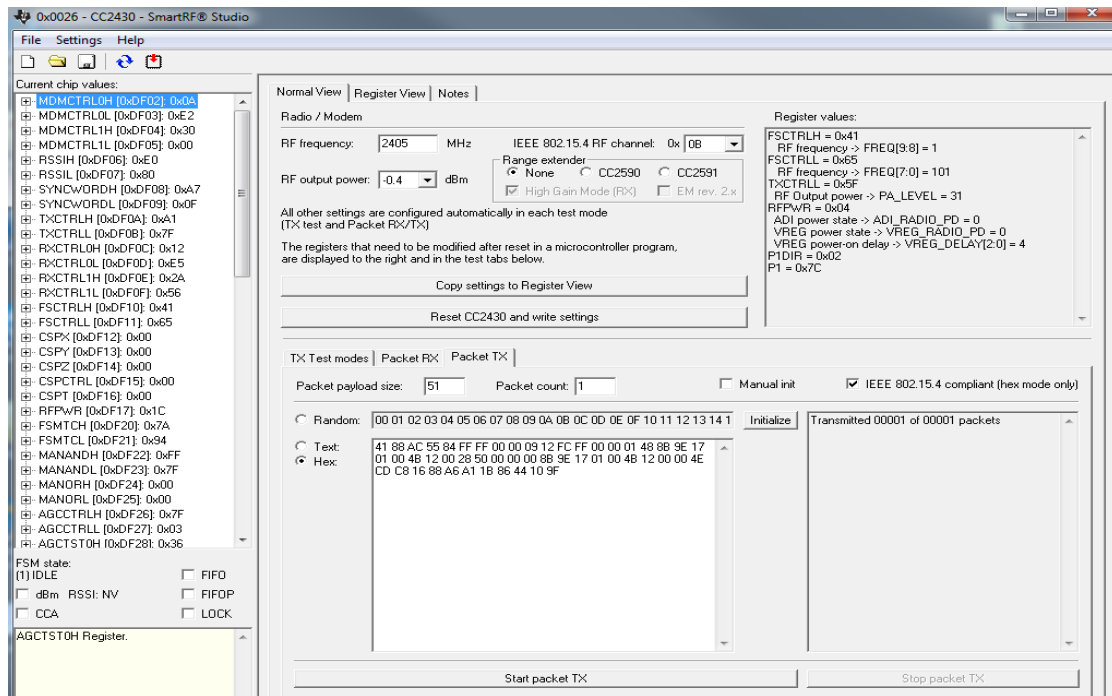 0x0026 - CC2430 - SmartRF® Studio
File Settings Help
Current chip values:
MDMCTRL0H [0xDF02]: 0x0A
MDMCTRL0L [0xDF03]: 0xE2
MDMCTRL1H [0xDF04]: 0x30
MDMCTRL1L [0xDF05]: 0x00
RSSIH [0xDF06]: 0xE0
RSSIL [0xDF07]: 0x80
SYNCWORDH [0xDF08]: 0xA7
SYNCWORDL [0xDF09]: 0x0F
TXCTRLH [0xDF0A]: 0xA1
TXCTRLL [0xDF0B]: 0x7F
RXCTRL0H [0xDF0C]: 0x12
RXCTRL0L [0xDF0D]: 0xE5
RXCTRL1H [0xDF0E]: 0x2A
RXCTRL1L [0xDF0F]: 0x56
FSCTRLH [0xDF10]: 0x41
FSCTRLL [0xDF11]: 0x65
CSPX [0xDF12]: 0x00
CSPY [0xDF13]: 0x00
CSPZ [0xDF14]: 0x00
CSPCTRL [0xDF15]: 0x00
CSPT [0xDF16]: 0x00
RFPWR [0xDF17]: 0x1C
FSMTCH [0xDF20]: 0x7A
FSMTCL [0xDF21]: 0x94
MANANDH [0xDF22]: 0xFF
MANANDL [0xDF23]: 0x7F
MANORH [0xDF24]: 0x00
MANORL [0xDF25]: 0x00
AGCCTRLH [0xDF26]: 0x7F
AGCCTRLL [0xDF27]: 0x03
AGCTST0H [0xDF28]: 0x36
FSM state:
(1) IDLE
FIFO
dBm RSSI: NV
FIFOP
CCA
LOCK
AGCTST0H Register.
Normal View Register View Notes
Radio / Modem
RF frequency: 2405 MHz IEEE 802.15.4 RF channel: 0x 0B
Range extender
None CC2590 CC2591
RF output power: -0.4 dBm
High Gain Mode (RX) EM rev. 2.x
All other settings are configured automatically in each test mode
(TX test and Packet RX/TX)
The registers that need to be modified after reset in a microcontroller program,
are displayed to the right and in the test tabs below.
Copy settings to Register View
Reset CC2430 and write settings
Register values:
FSCTRLH = 0x41
RF frequency -> FREQ[9:8] = 1
FSCTRLL = 0x65
RF frequency -> FREQ[7:0] = 101
TXCTRLL = 0x5F
RF Output power -> PA_LEVEL = 31
RFPWR = 0x04
ADI power state -> ADI_RADIO_PD = 0
VREG power state -> VREG_RADIO_PD = 0
VREG power-on delay -> VREG_DELAY[2:0] = 4
P1DIR = 0x02
P1 = 0x7C
TX Test modes Packet RX Packet TX
Packet payload size: 51 Packet count: 1 Manual init IEEE 802.15.4 compliant (hex mode only)
Random: 00 01 02 03 04 05 06 07 08 09 0A 0B 0C 0D 0E 0F 10 11 12 13 14 1 Initialize
Text:
Hex:
41 88 AC 55 84 FF FF 00 00 09 12 FC FF 00 00 01 48 8B 9E 17
01 00 4B 12 00 28 50 00 00 00 8B 9E 17 01 00 4B 12 00 00 4E
CD C8 16 88 A6 A1 1B 86 44 10 9F
Transmitted 00001 of 00001 packets
Start packet TX
Stop packet TX